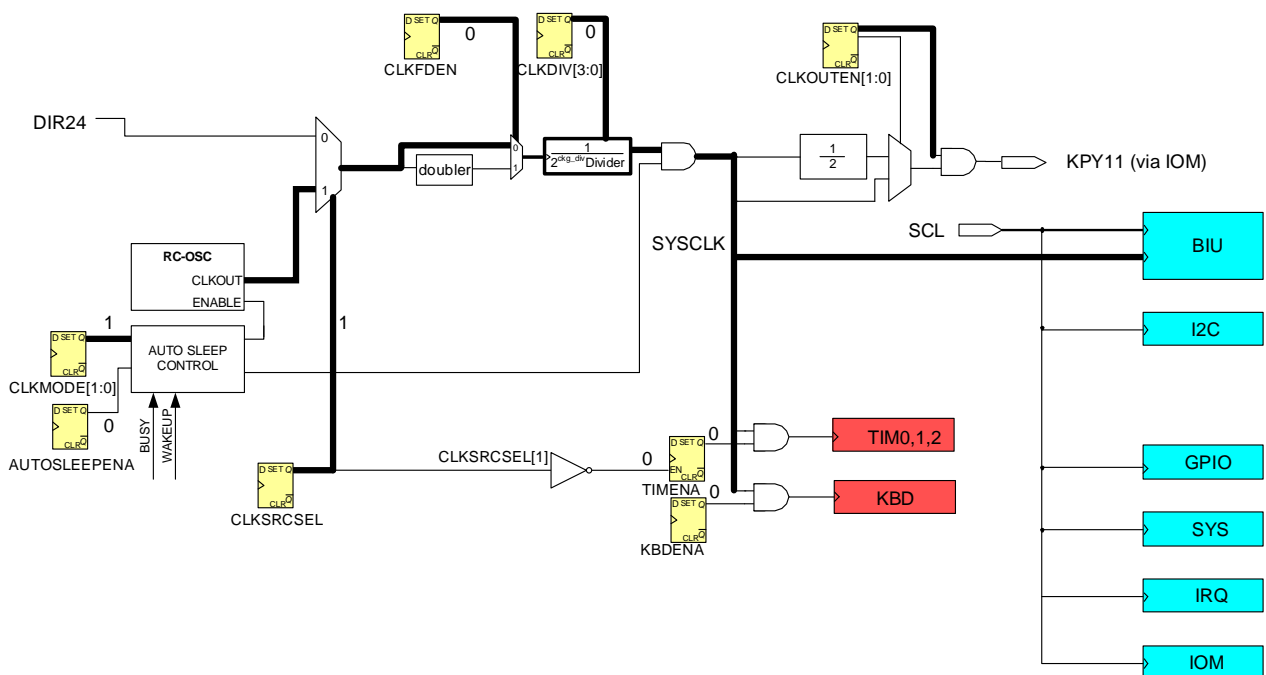 D SET Q
CLR Q
CLKFDEN
0
D SET Q
CLR Q
CLKDIV[3:0]
0
D SET Q
CLR Q
CLKOUTEN[1:0]
DIR24
0
1
doubler
0
1
1
2^ckg_div Divider
1
2
KPY11 (via IOM)
SYSCLK
SCL
BIU
RC-OSC
CLKOUT
ENABLE
1
1
D SET Q
CLR Q
CLKMODE[1:0]
AUTO SLEEP
CONTROL
I2C
D SET Q
CLR Q
AUTOSLEEPENA
0
BUSY
WAKEUP
D SET Q
CLR Q
CLKSRCSEL
CLKSRCSEL[1]
0
D SET Q
EN
CLR Q
TIMENA
0
TIM0,1,2
D SET Q
CLR Q
KBDENA
0
KBD
GPIO
SYS
IRQ
IOM